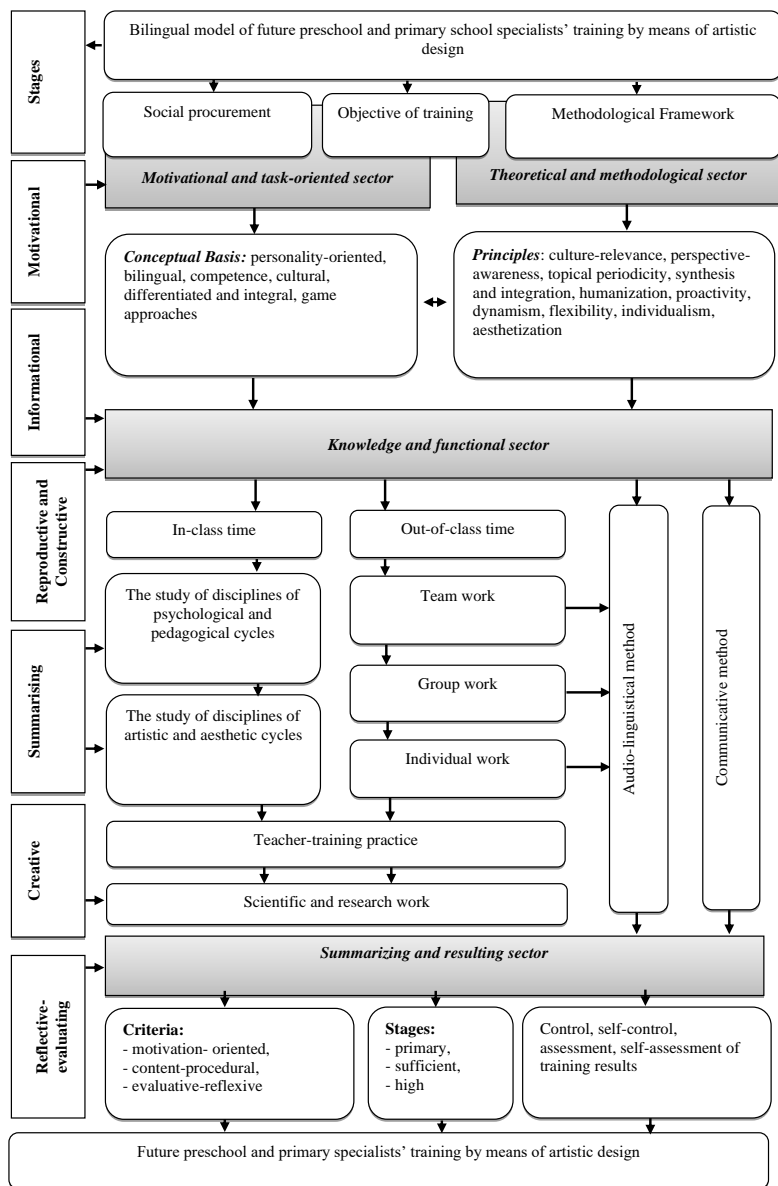 Stages
Bilingual model of future preschool and primary school specialists' training by means of artistic
design
Social procurement
Objective of training
Methodological Framework
Motivational and task-oriented sector
Theoretical and methodological sector
Motivational
Conceptual Basis: personality-oriented,
bilingual, competence, cultural,
differentiated and integral, game
approaches
Principles: culture-relevance, perspective-
awareness, topical periodicity, synthesis
and integration, humanization, proactivity,
dynamism, flexibility, individualism,
aesthetization
Informational
Knowledge and functional sector
Reproductive and
Constructive
In-class time
Out-of-class time
The study of disciplines of
psychological and
pedagogical cycles
Team work
Summarising
Group work
The study of disciplines of
artistic and aesthetic cycles
Individual work
Audio-linguistical method
Communicative method
Creative
Teacher-training practice
Scientific and research work
Summarizing and resulting sector
Reflective-
evaluating
Criteria:
- motivation- oriented,
- content-procedural,
- evaluative-reflexive
Stages:
- primary,
- sufficient,
- high
Control, self-control,
assessment, self-assessment of
training results
Future preschool and primary specialists' training by means of artistic design